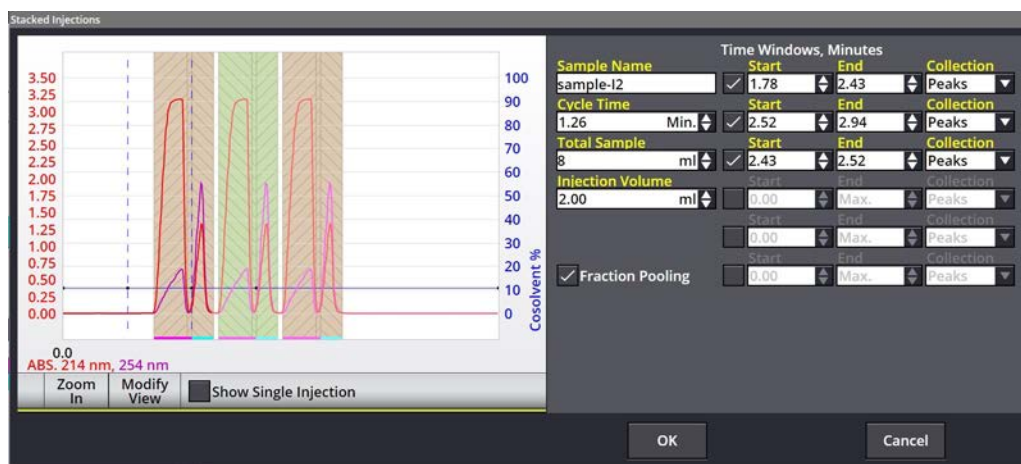 Stacked Injections
3.50
3.25
3.00
2.75
2.50
2.25
2.00
1.75
1.50
1.25
1.00
0.75
0.50
0.25
0.00
100
90
80
70
60
50
40
30
20
10
0
Cosolvent %
0.0
ABS. 214 nm, 254 nm
Zoom In
Modify View
Show Single Injection
Time Windows, Minutes
Sample Name Start End Collection
sample-I2 1.78 2.43 Peaks
Cycle Time Start End Collection
1.26 Min. 2.52 2.94 Peaks
Total Sample Start End Collection
8 ml 2.43 2.52 Peaks
Injection Volume Start End Collection
2.00 ml 0.00 Max. Peaks
Start End Collection
0.00 Max. Peaks
Start End Collection
Fraction Pooling 0.00 Max. Peaks
OK Cancel